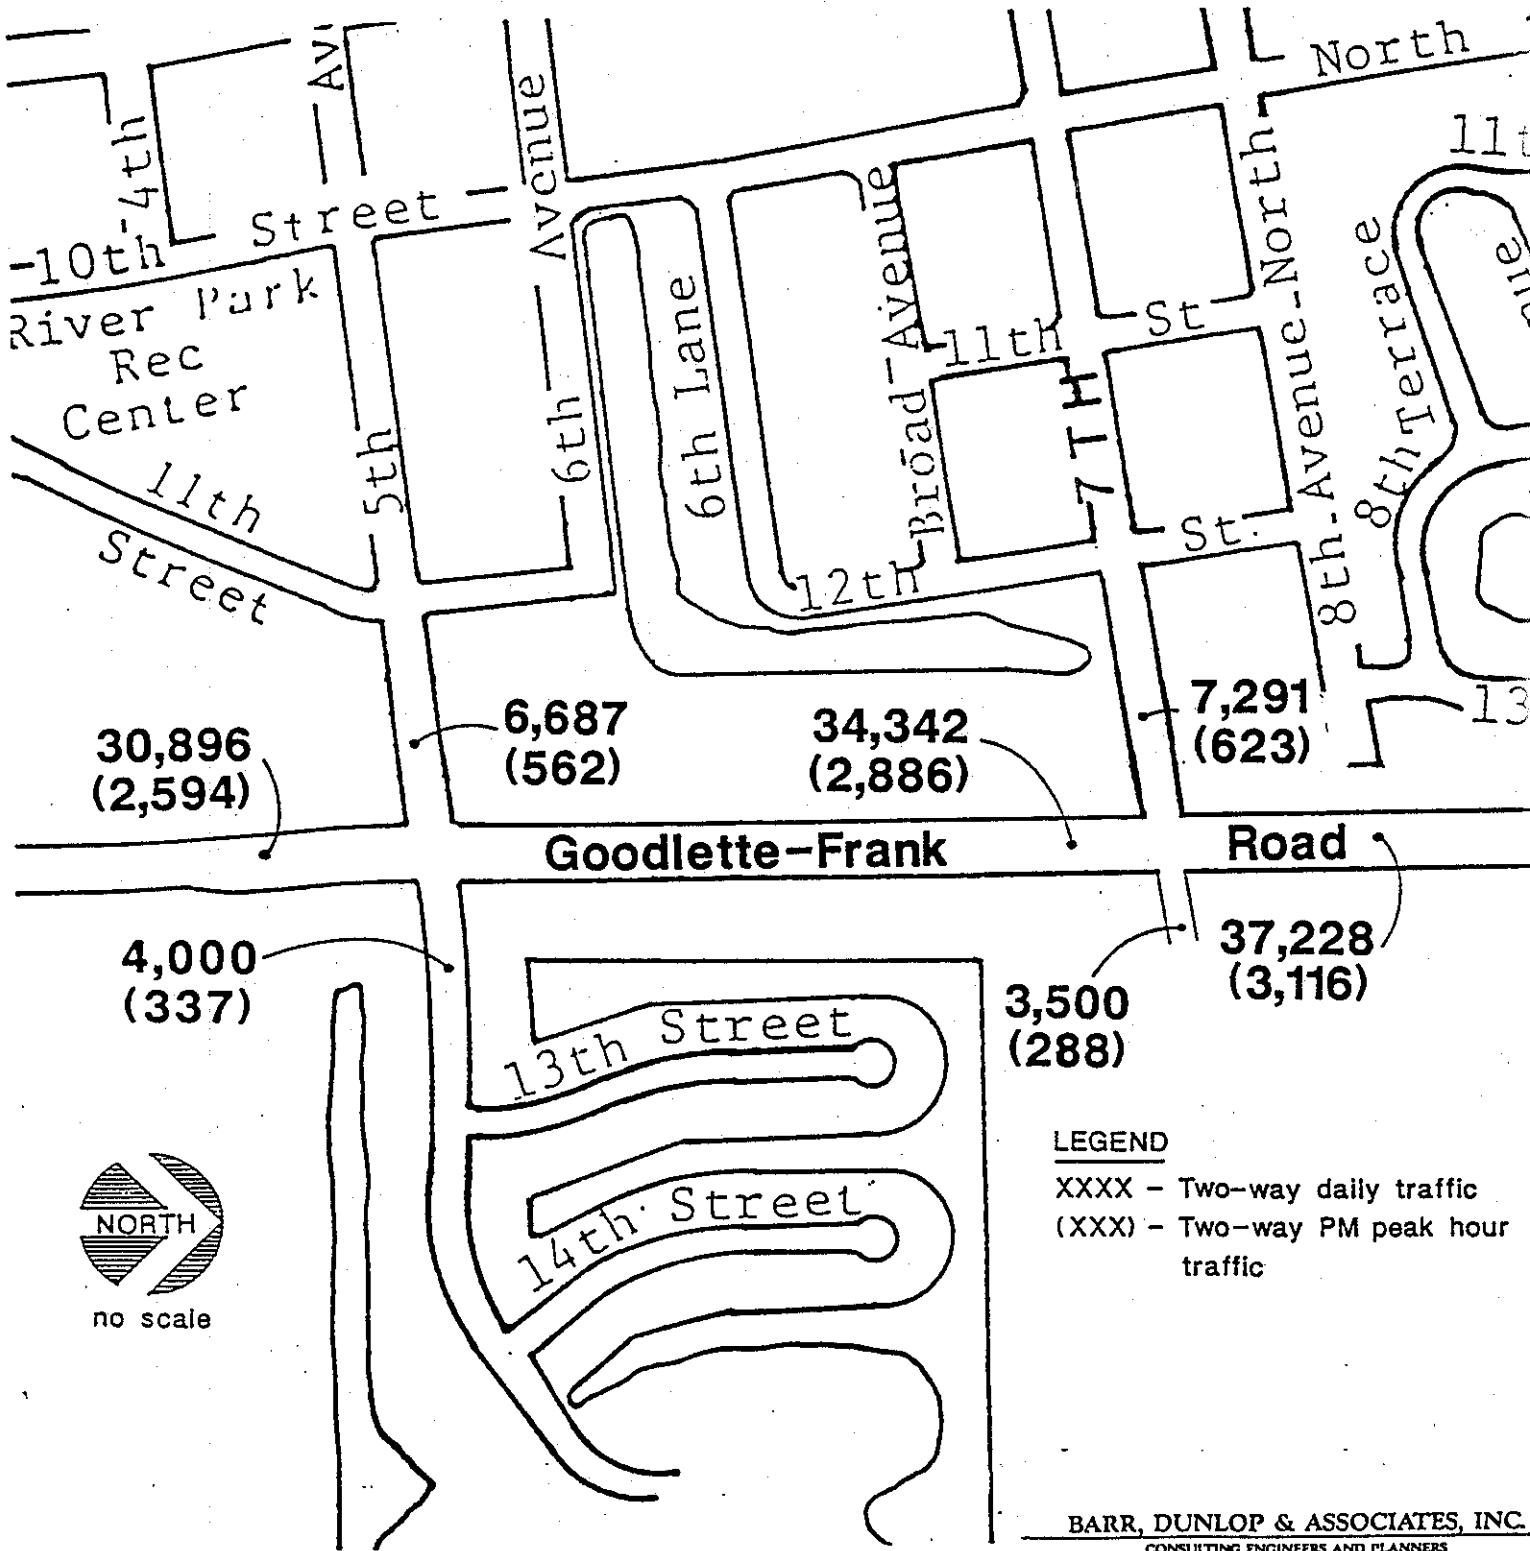 North
4th
Av
Avenue
-10th
Street
River Park
Rec
Center
11th
Street
5th
6th
6th Lane
Broad Avenue
11th
St
7TH
12th
St.
8th Avenue North
8th Terrace
13
30,896
(2,594)
6,687
(562)
34,342
(2,886)
7,291
(623)
Goodlette-Frank Road
4,000
(337)
3,500
(288)
37,228
(3,116)
13th Street
14th Street
NORTH
no scale
LEGEND
XXXX - Two-way daily traffic
(XXX) - Two-way PM peak hour
traffic
BARR, DUNLOP & ASSOCIATES, INC.
CONSULTING ENGINEERS AND PLANNERS